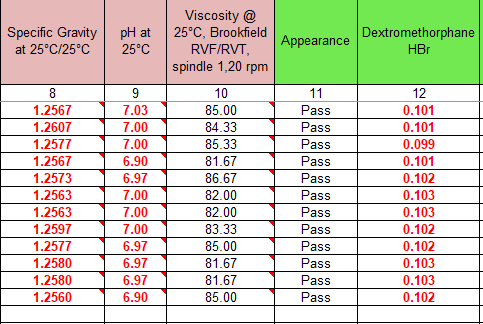 Specific Gravity at 25°C/25°C pH at 25°C Viscosity @ 25°C, Brookfield RVF/RVT, spindle 1,20 rpm Appearance Dextromethorphane HBr
8 9 10 11 12
1.2567 7.03 85.00 Pass 0.101
1.2607 7.00 84.33 Pass 0.101
1.2577 7.00 85.33 Pass 0.099
1.2567 6.90 81.67 Pass 0.101
1.2573 6.97 86.67 Pass 0.102
1.2563 7.00 82.00 Pass 0.103
1.2563 7.00 82.00 Pass 0.103
1.2597 7.00 83.33 Pass 0.102
1.2577 6.97 85.00 Pass 0.102
1.2580 6.97 81.67 Pass 0.103
1.2580 6.97 81.67 Pass 0.103
1.2560 6.90 85.00 Pass 0.102